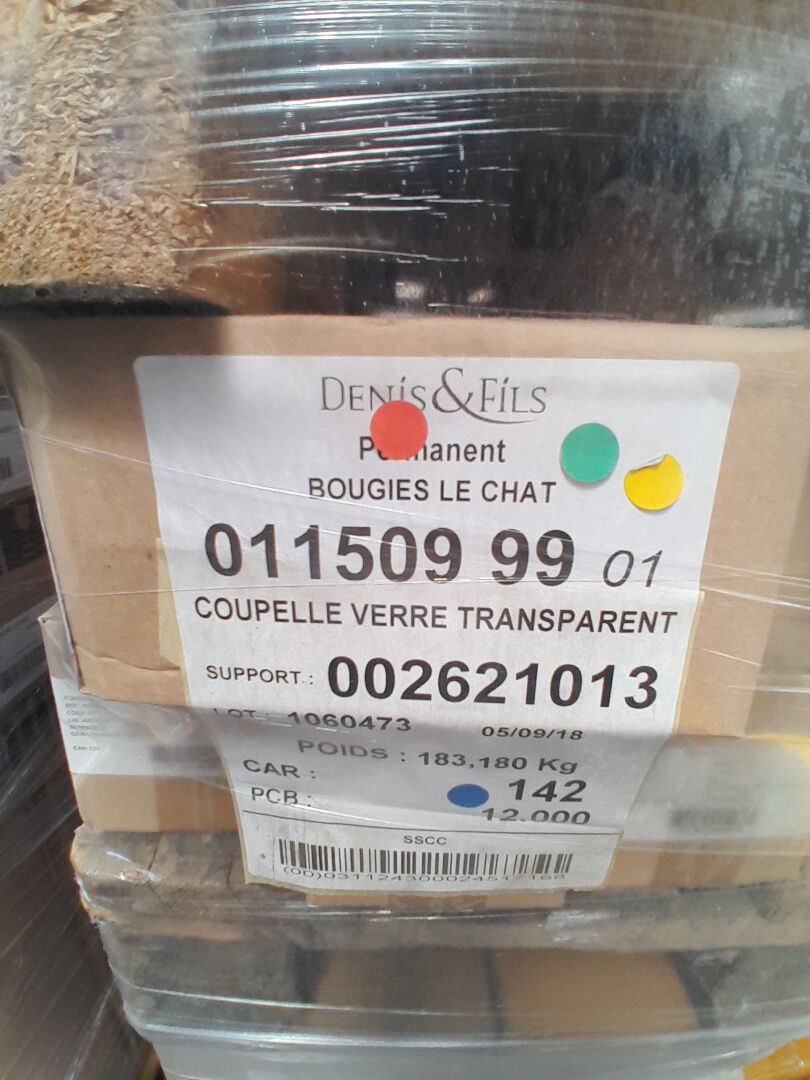 DENIS & FILS
Permanent
BOUGIES LE CHAT
011509 99 01
COUPELLE VERRE TRANSPARENT
SUPPORT : 002621013
LOT : 1060473 05/09/18
POIDS : 183,180 Kg
CAR : 142
PCB : 12.000
SSCC